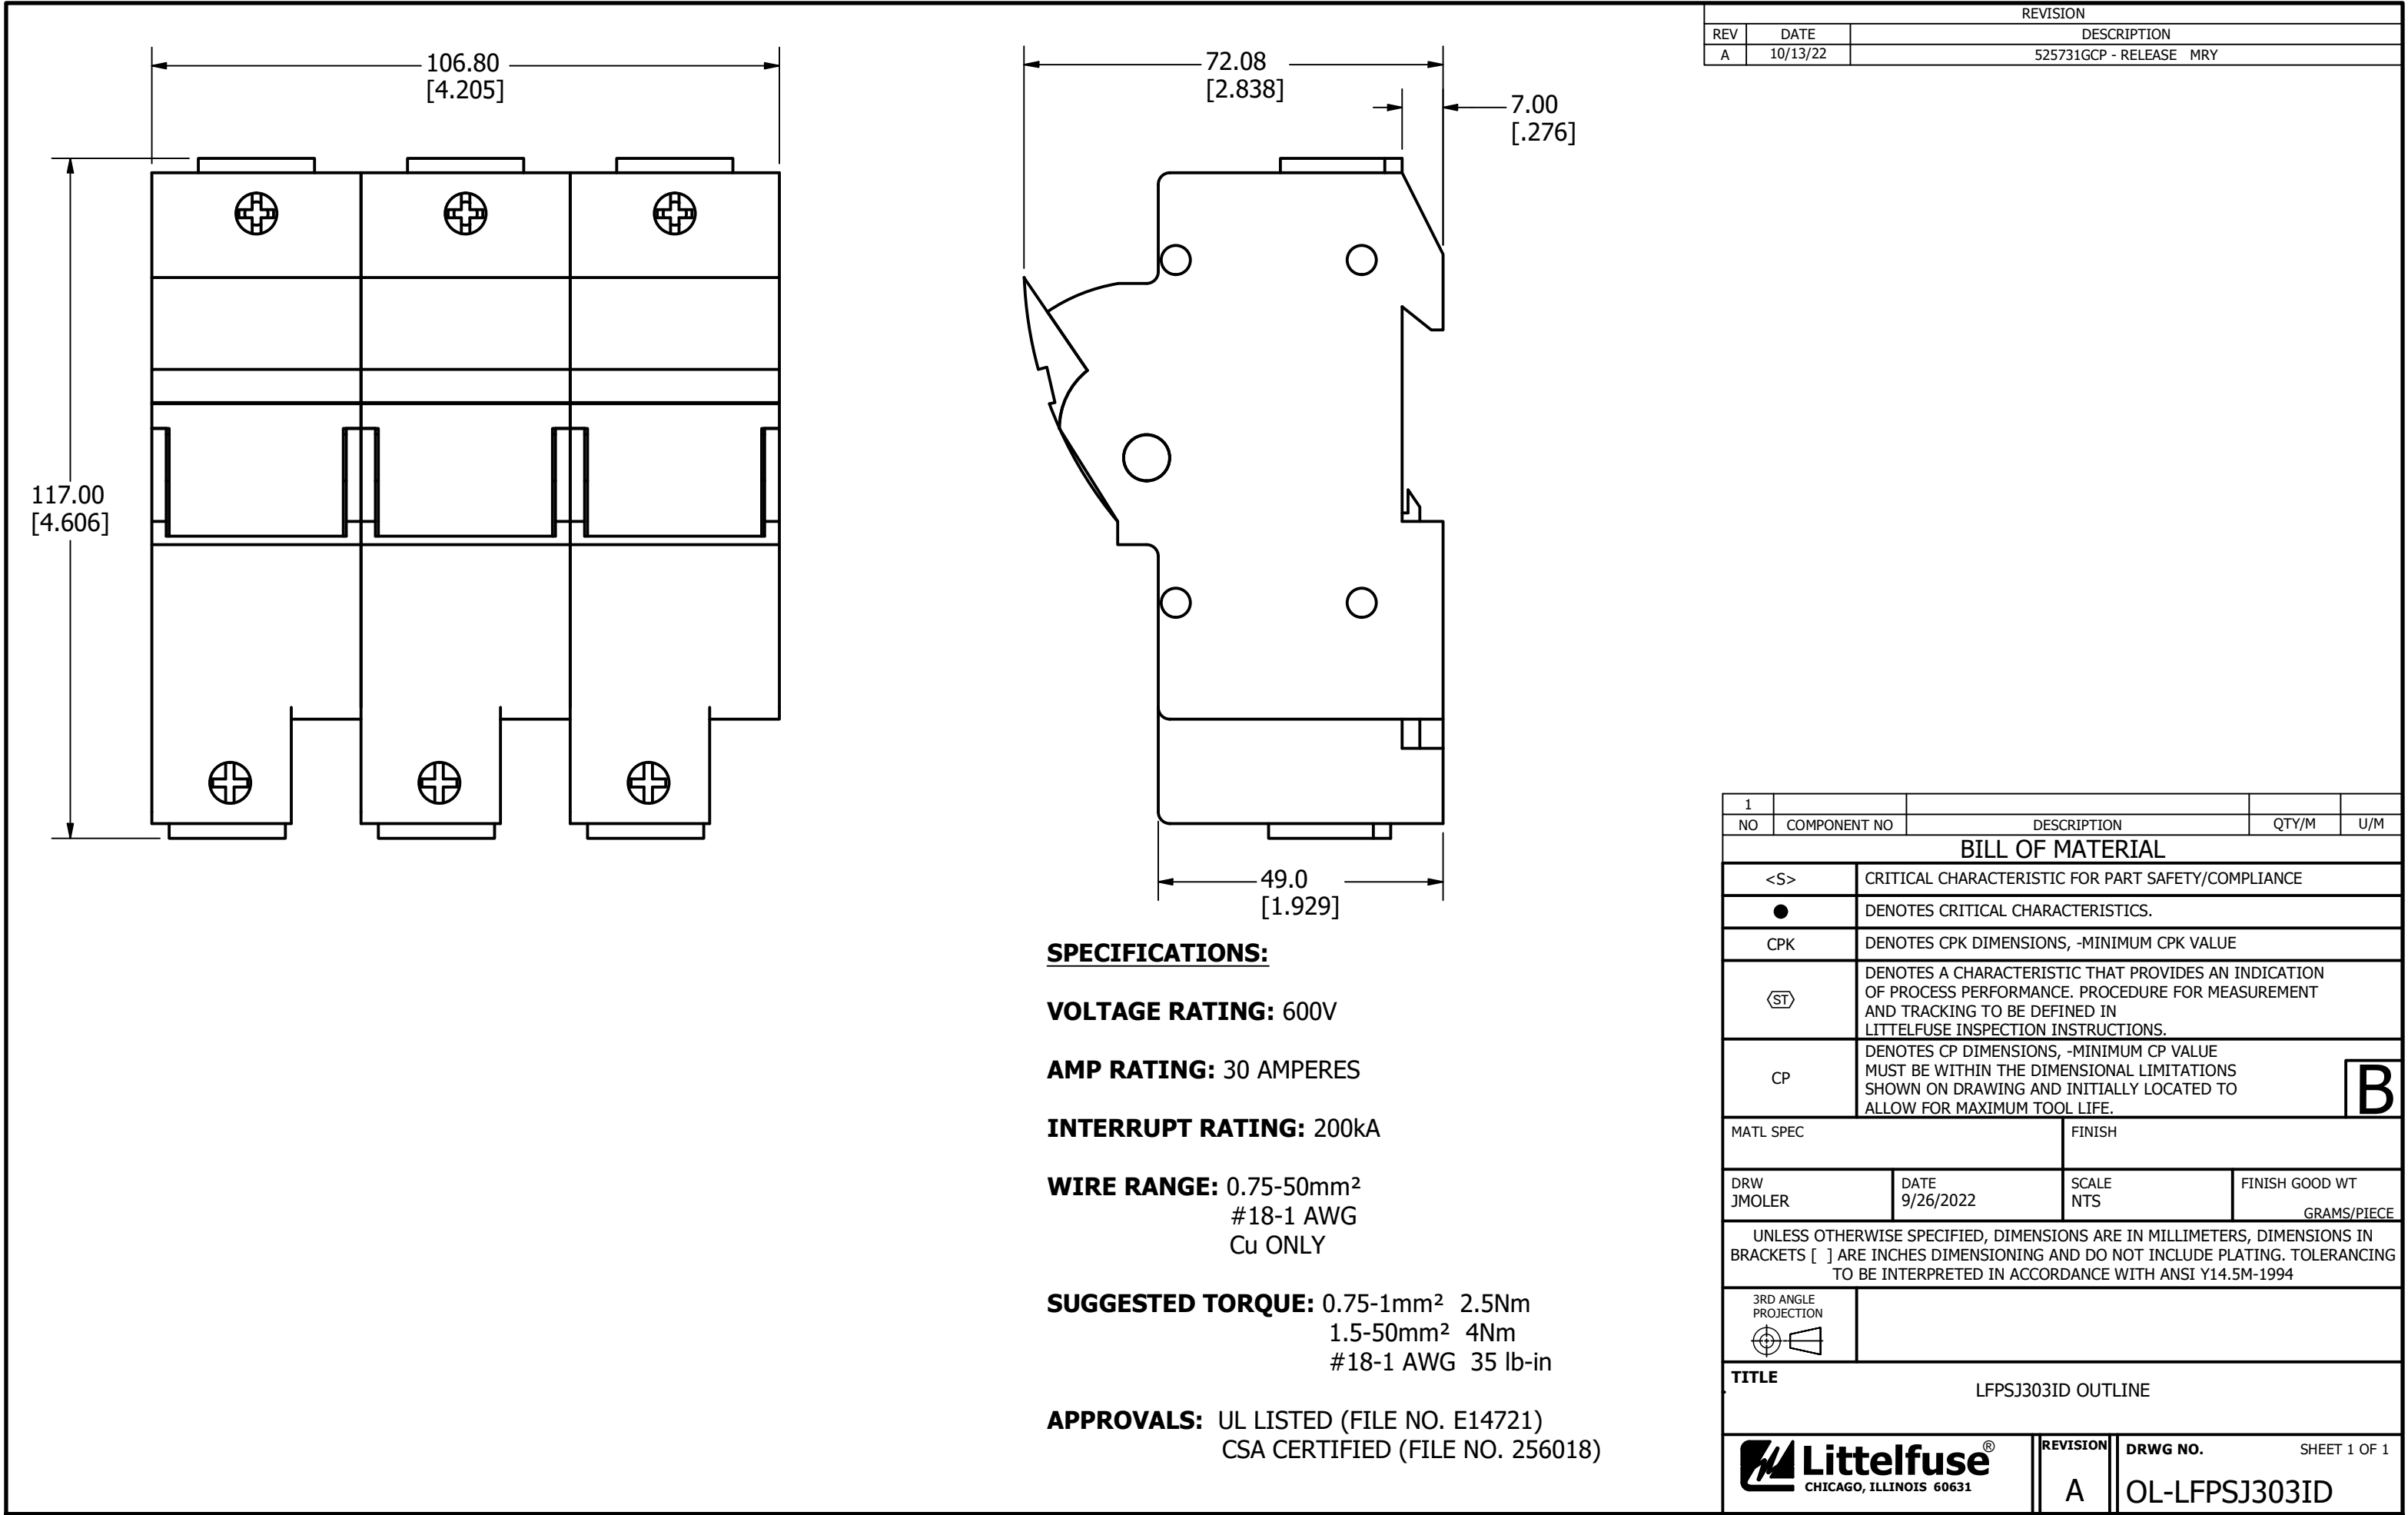 REVISION
REV DATE DESCRIPTION
A 10/13/22 525731GCP - RELEASE MRY
106.80
[4.205]
72.08
[2.838]
7.00
[.276]
117.00
[4.606]
49.0
[1.929]
SPECIFICATIONS:
VOLTAGE RATING: 600V
AMP RATING: 30 AMPERES
INTERRUPT RATING: 200kA
WIRE RANGE: 0.75-50mm²
#18-1 AWG
Cu ONLY
SUGGESTED TORQUE: 0.75-1mm² 2.5Nm
1.5-50mm² 4Nm
#18-1 AWG 35 lb-in
APPROVALS: UL LISTED (FILE NO. E14721)
CSA CERTIFIED (FILE NO. 256018)
1
NO COMPONENT NO DESCRIPTION QTY/M U/M
BILL OF MATERIAL
<S> CRITICAL CHARACTERISTIC FOR PART SAFETY/COMPLIANCE
DENOTES CRITICAL CHARACTERISTICS.
CPK DENOTES CPK DIMENSIONS, -MINIMUM CPK VALUE
ST DENOTES A CHARACTERISTIC THAT PROVIDES AN INDICATION
OF PROCESS PERFORMANCE. PROCEDURE FOR MEASUREMENT
AND TRACKING TO BE DEFINED IN
LITTELFUSE INSPECTION INSTRUCTIONS.
CP DENOTES CP DIMENSIONS, -MINIMUM CP VALUE
MUST BE WITHIN THE DIMENSIONAL LIMITATIONS
SHOWN ON DRAWING AND INITIALLY LOCATED TO
ALLOW FOR MAXIMUM TOOL LIFE.
B
MATL SPEC FINISH
DRW DATE SCALE FINISH GOOD WT
JMOLER 9/26/2022 NTS
GRAMS/PIECE
UNLESS OTHERWISE SPECIFIED, DIMENSIONS ARE IN MILLIMETERS, DIMENSIONS IN
BRACKETS [ ] ARE INCHES DIMENSIONING AND DO NOT INCLUDE PLATING. TOLERANCING
TO BE INTERPRETED IN ACCORDANCE WITH ANSI Y14.5M-1994
3RD ANGLE
PROJECTION
TITLE
LFPSJ303ID OUTLINE
Littelfuse®
CHICAGO, ILLINOIS 60631
REVISION
A
DRWG NO. SHEET 1 OF 1
OL-LFPSJ303ID